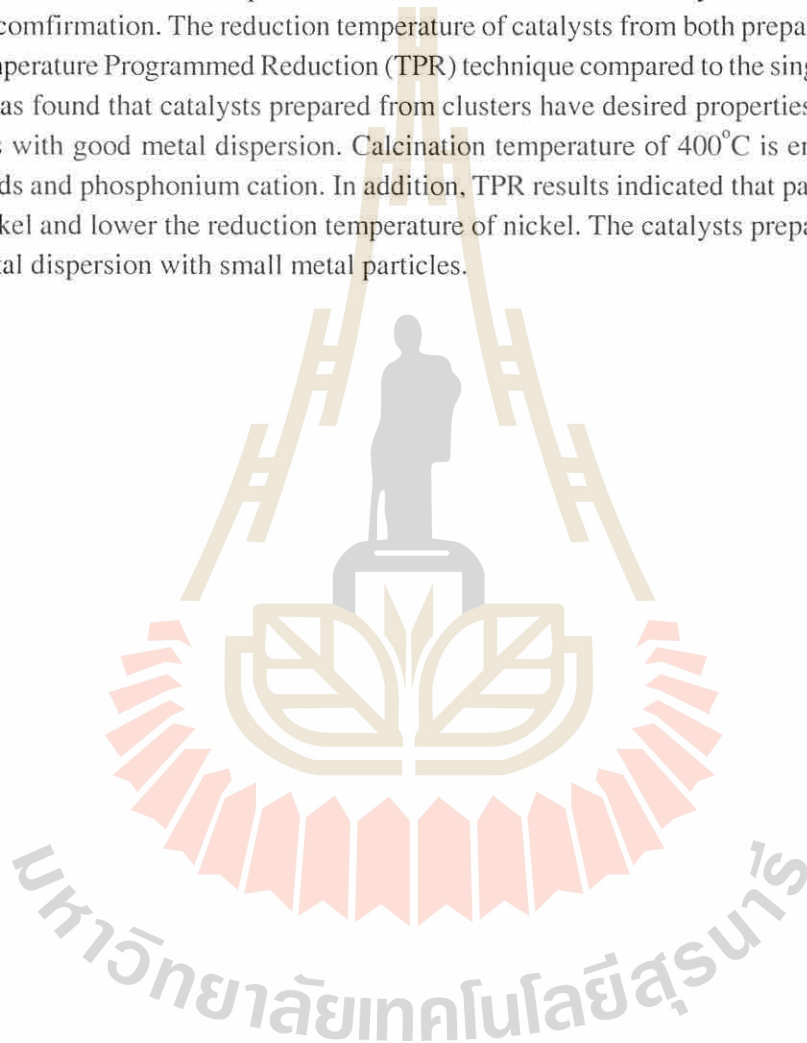 comfirmation. The reduction temperature of catalysts from both prepa
perature Programmed Reduction (TPR) technique compared to the sing
as found that catalysts prepared from clusters have desired properties
with good metal dispersion. Calcination temperature of 400°C is en
ds and phosphonium cation. In addition, TPR results indicated that pa
kel and lower the reduction temperature of nickel. The catalysts prepa
al dispersion with small metal particles.
มหาวิทยาลัยเทคโนโลยีสุรนารี